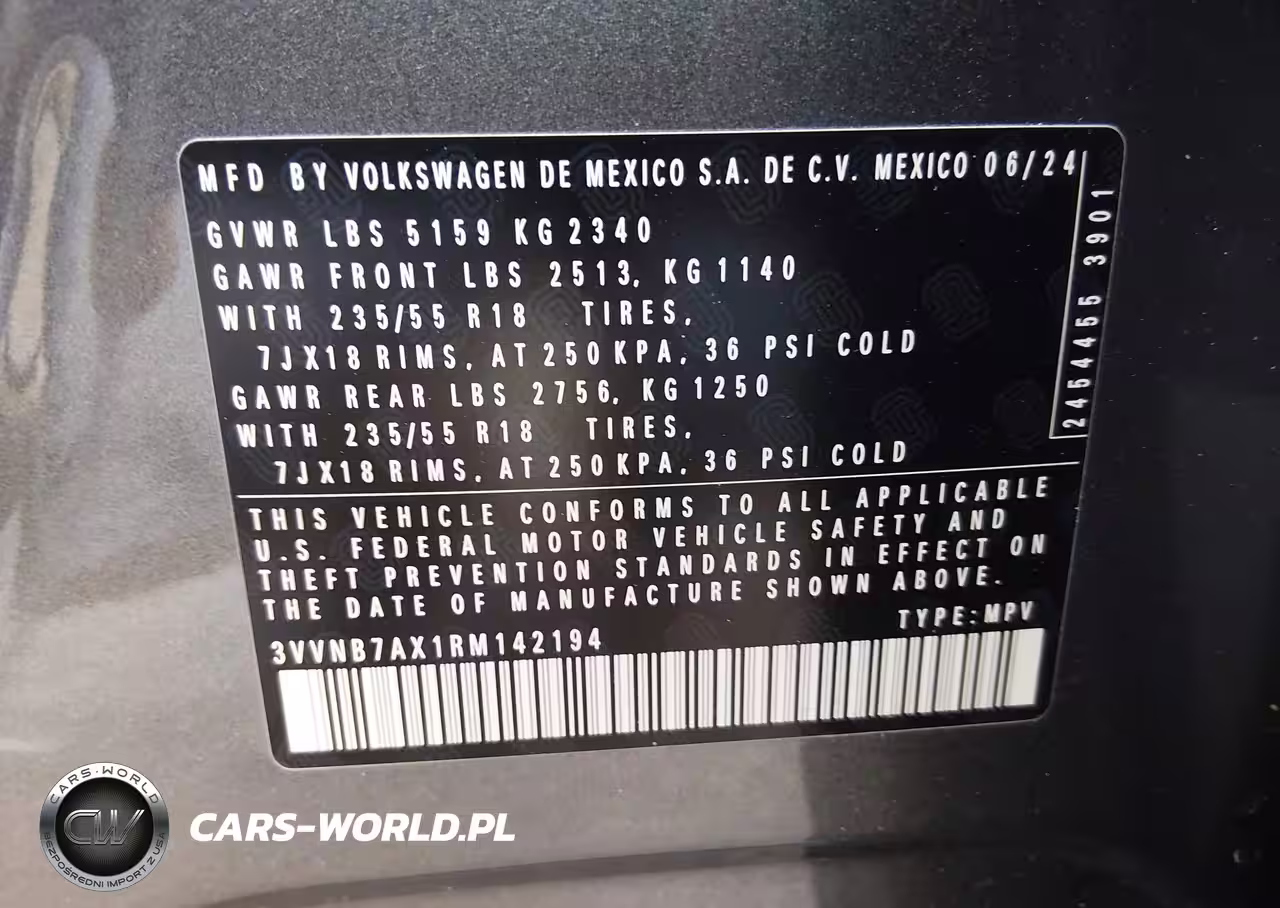 MFD BY VOLKSWAGEN DE MEXICO S.A. DE C.V. MEXICO 06/24
GVWR LBS 5159 KG 2340
GAWR FRONT LBS 2513, KG 1140
WITH 235/55 R18 TIRES,
7JX18 RIMS, AT 250 KPA, 36 PSI COLD
GAWR REAR LBS 2756, KG 1250
WITH 235/55 R18 TIRES,
7JX18 RIMS, AT 250 KPA, 36 PSI COLD
2454455 3901
THIS VEHICLE CONFORMS TO ALL APPLICABLE
U.S. FEDERAL MOTOR VEHICLE SAFETY AND
THEFT PREVENTION STANDARDS IN EFFECT ON
THE DATE OF MANUFACTURE SHOWN ABOVE.
TYPE:MPV
3VVNB7AX1RM142194
CARS-WORLD
CW
BEZPOŚREDNI IMPORT Z USA
CARS-WORLD.PL